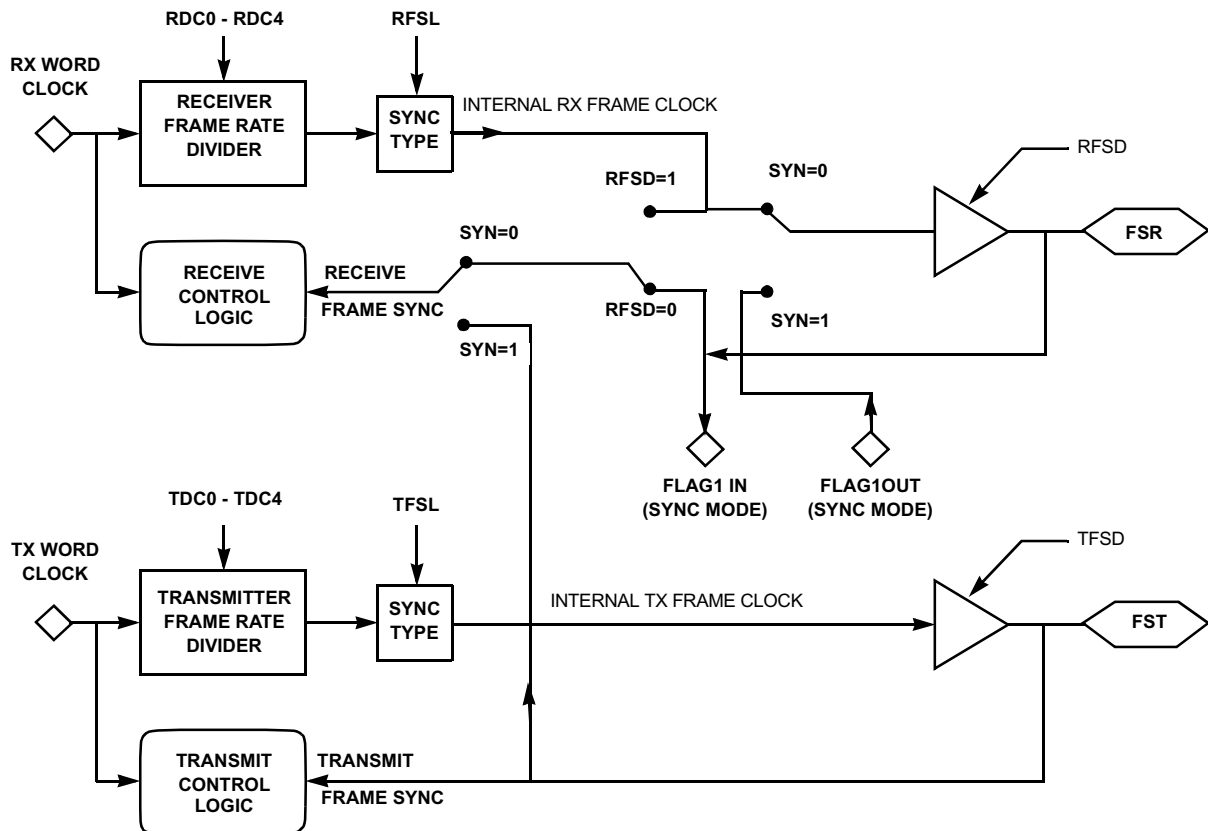 RDC0 - RDC4
RFSL
RX WORD
CLOCK
RECEIVER
FRAME RATE
DIVIDER
SYNC
TYPE
INTERNAL RX FRAME CLOCK
RFSD
RFSD=1
SYN=0
FSR
SYN=0
RECEIVE
CONTROL
LOGIC
RECEIVE
FRAME SYNC
RFSD=0
SYN=1
SYN=1
FLAG1 IN
(SYNC MODE)
FLAG1OUT
(SYNC MODE)
TDC0 - TDC4
TFSL
TX WORD
CLOCK
TRANSMITTER
FRAME RATE
DIVIDER
SYNC
TYPE
INTERNAL TX FRAME CLOCK
TFSD
FST
TRANSMIT
CONTROL
LOGIC
TRANSMIT
FRAME SYNC